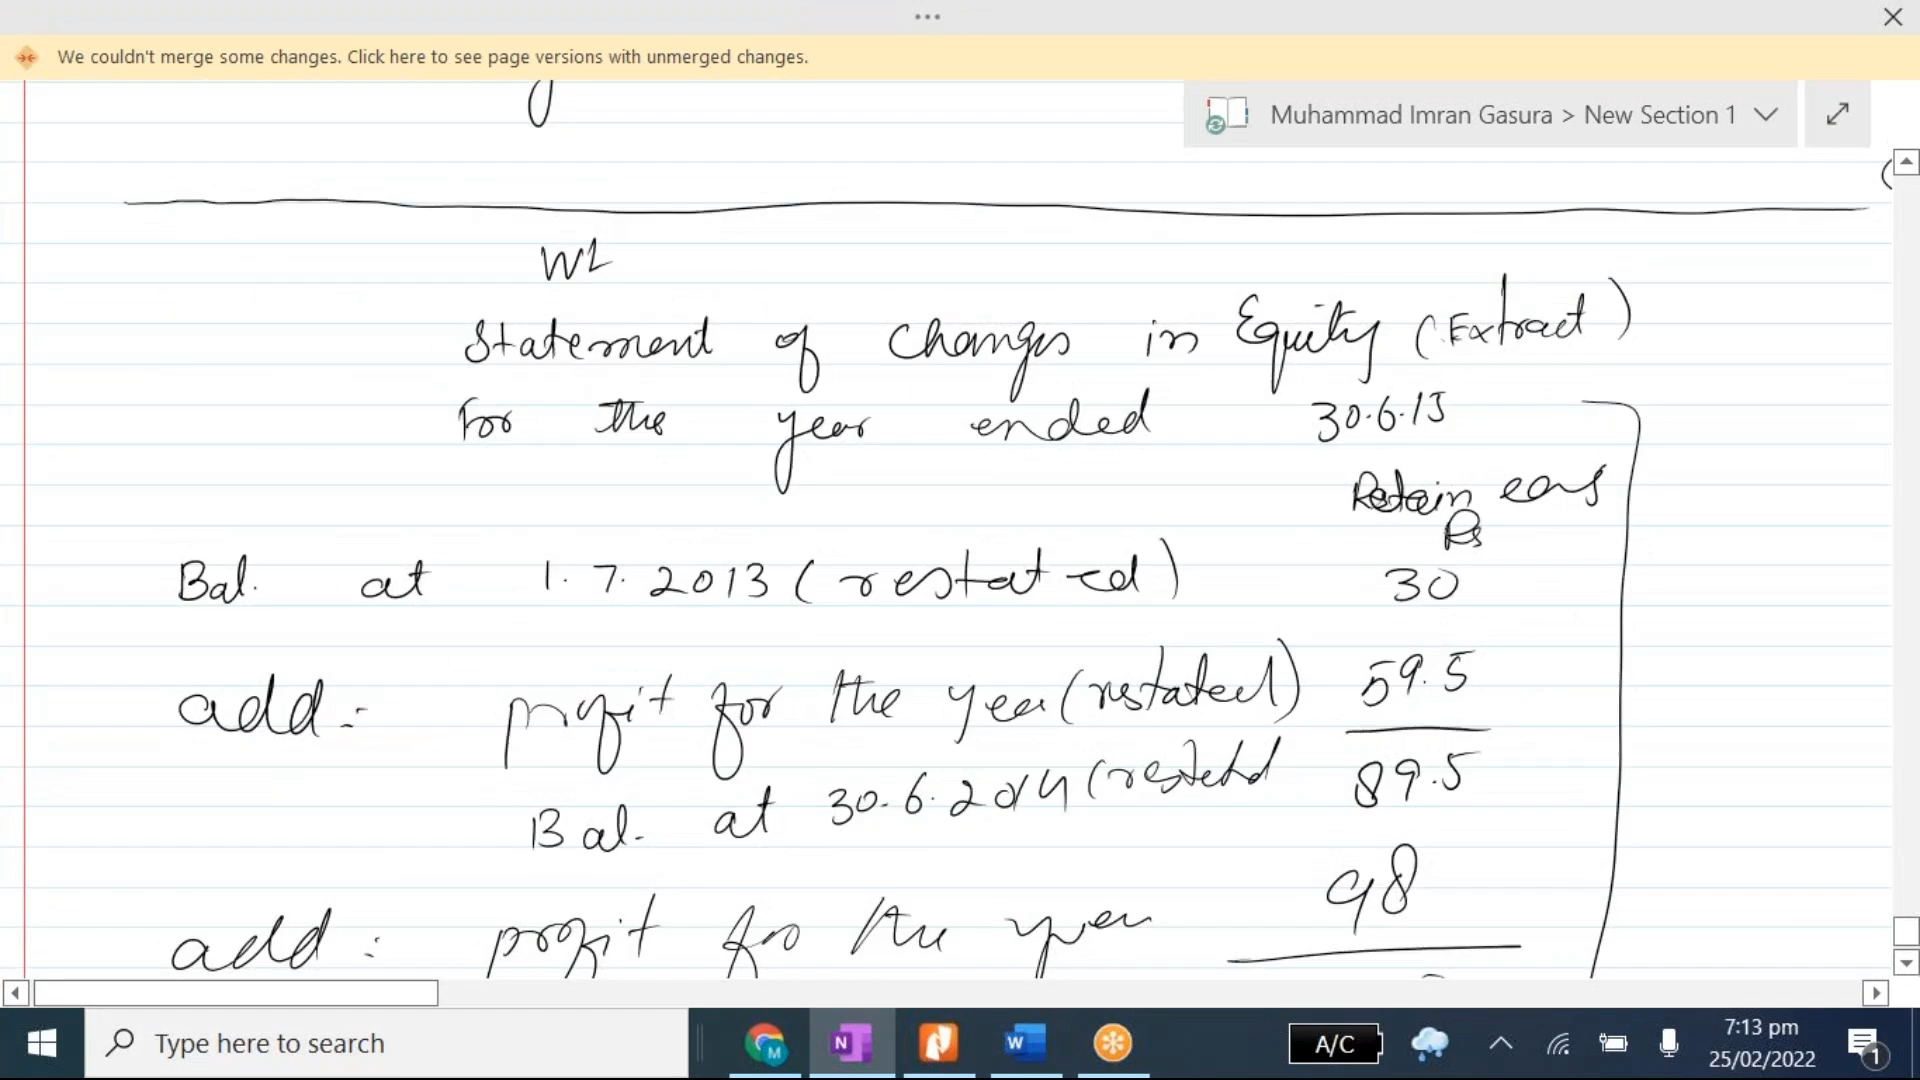 We couldn't merge some changes. Click here to see page versions with unmerged changes.
Muhammad Imran Gasura > New Section 1
Statement of changes in Equity (Extract)
For the year ended 30.6.15
Retain earn
Rs
Bal. at 1.7.2013 (restated) 30
add:- profit for the year (restated) 59.5
Bal. at 30.6.2014 (restetd 89.5
98
add: profit for the year
Type here to search
A/C
7:13 pm
25/02/2022
1